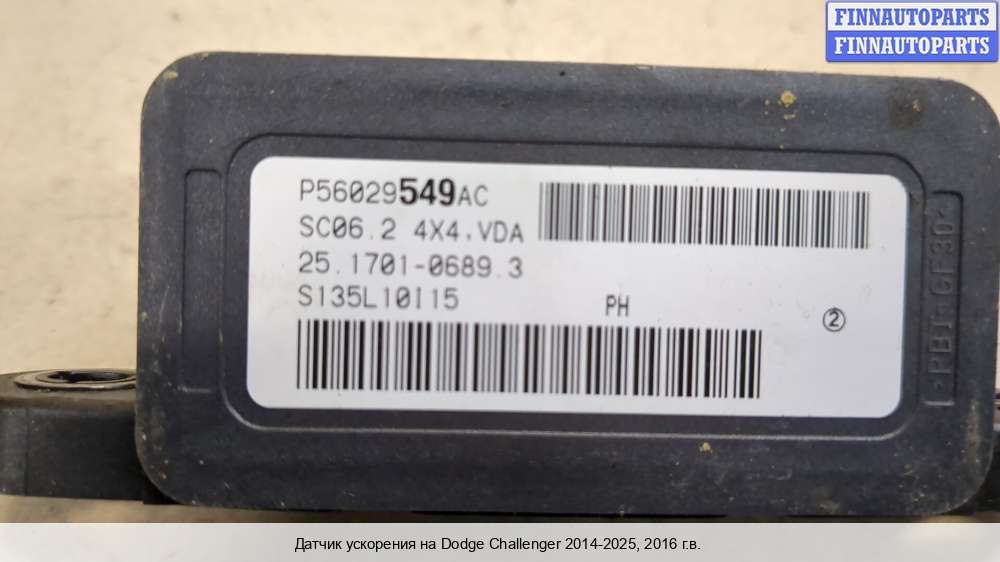 FINNAUTOPARTS
FINNAUTOPARTS
P56029549AC
SC06.2 4X4,VDA
25.1701-0689.3
S135L10115
PH
2
>PBT-GF30<
Датчик ускорения на Dodge Challenger 2014-2025, 2016 г.в.